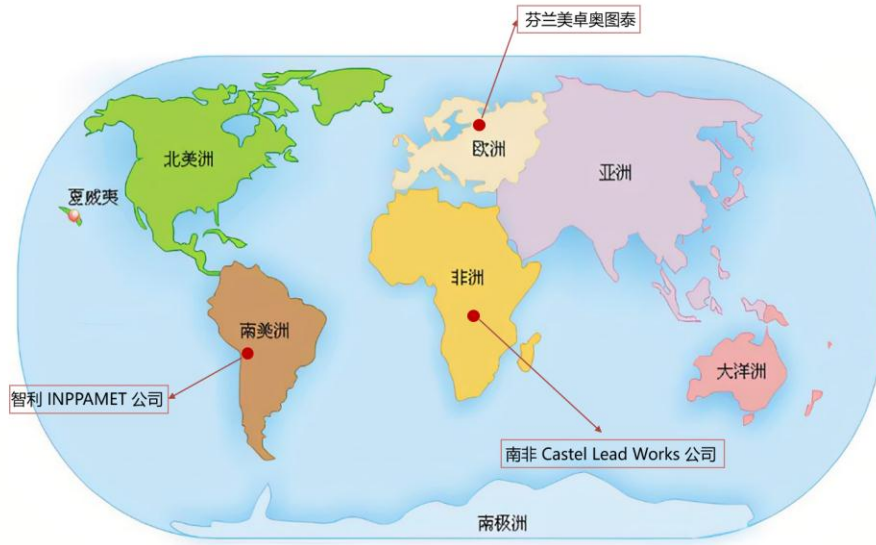 芬兰美卓奥图泰
北美洲
欧洲
亚洲
夏威夷
非洲
南美洲
大洋洲
智利 INPPAMET 公司
南非 Castel Lead Works 公司
南极洲